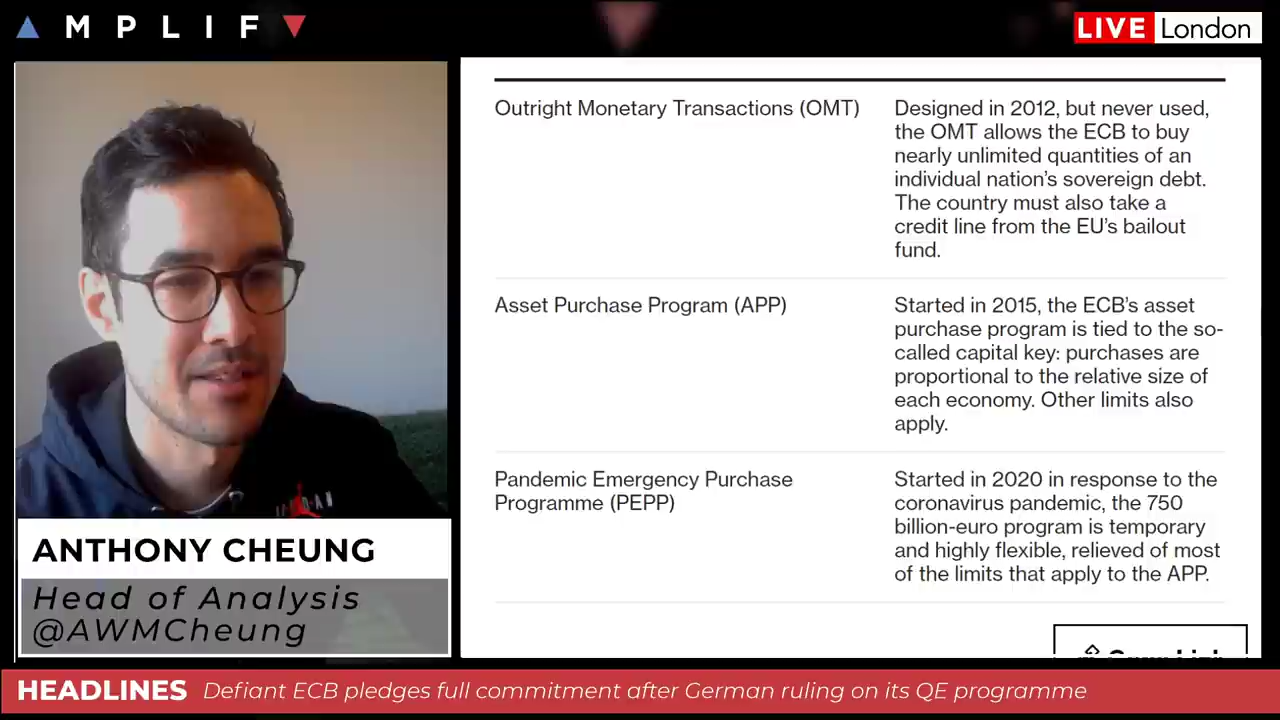 MPLIF
LIVE London
Outright Monetary Transactions (OMT)
Designed in 2012, but never used,
the OMT allows the ECB to buy
nearly unlimited quantities of an
individual nation's sovereign debt.
The country must also take a
credit line from the EU's bailout
fund.
Asset Purchase Program (APP)
Started in 2015, the ECB's asset
purchase program is tied to the so-
called capital key: purchases are
proportional to the relative size of
each economy. Other limits also
apply.
Pandemic Emergency Purchase
Programme (PEPP)
Started in 2020 in response to the
coronavirus pandemic, the 750
billion-euro program is temporary
and highly flexible, relieved of most
of the limits that apply to the APP.
ANTHONY CHEUNG
Head of Analysis
@AWMCheung
HEADLINES Defiant ECB pledges full commitment after German ruling on its QE programme